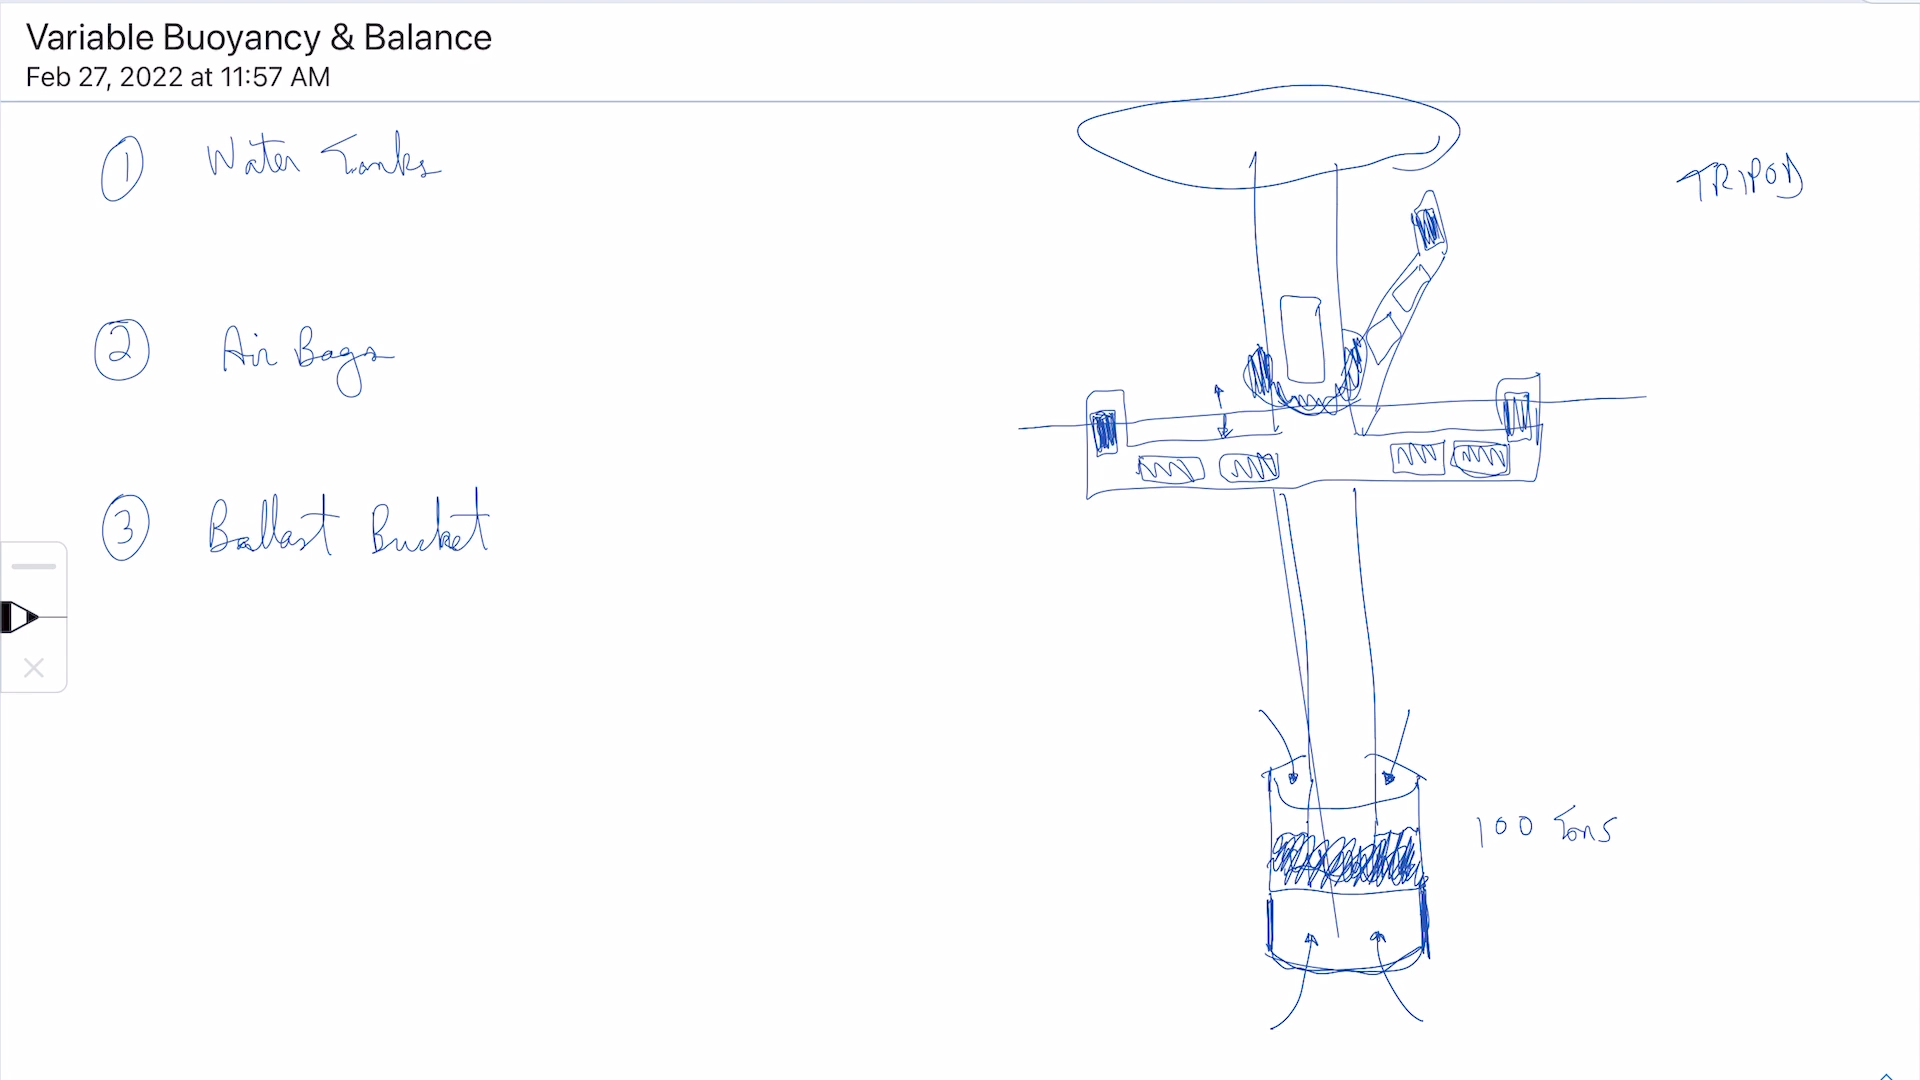 Variable Buoyancy & Balance
Feb 27, 2022 at 11:57 AM
1 Water Tanks
TRIPOD
2 Air Bags
3 Ballast Bucket
100 Tons